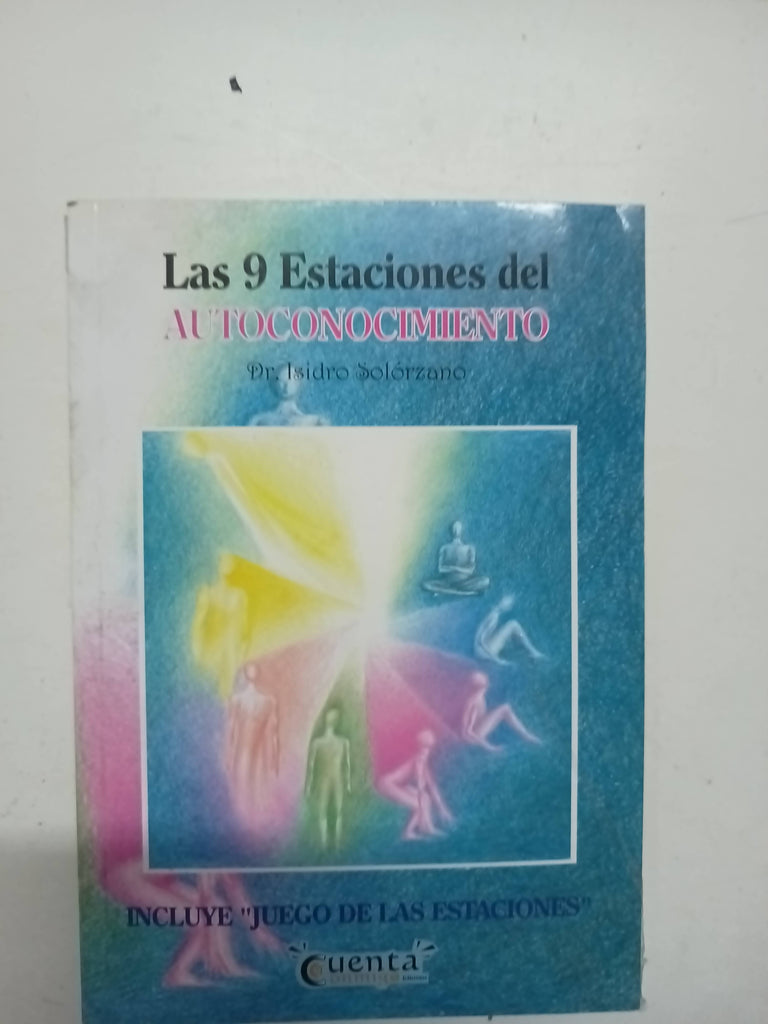 Las 9 Estaciones del
AUTOCONOCIMIENTO
Dr. Isidro Solórzano
INCLUYE "JUEGO DE LAS ESTACIONES"
Cuenta